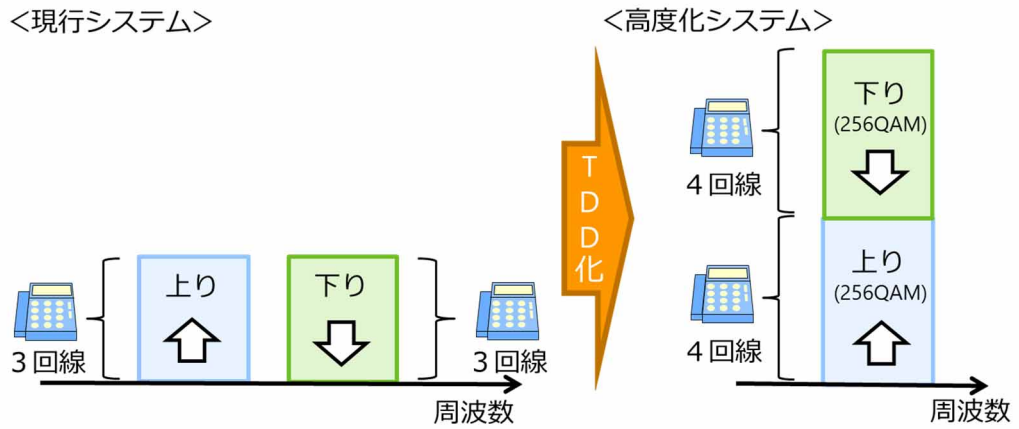 ＜現行システム＞
上り
下り
３回線
３回線
周波数
TDD化
＜高度化システム＞
下り
(256QAM)
４回線
上り
(256QAM)
４回線
周波数